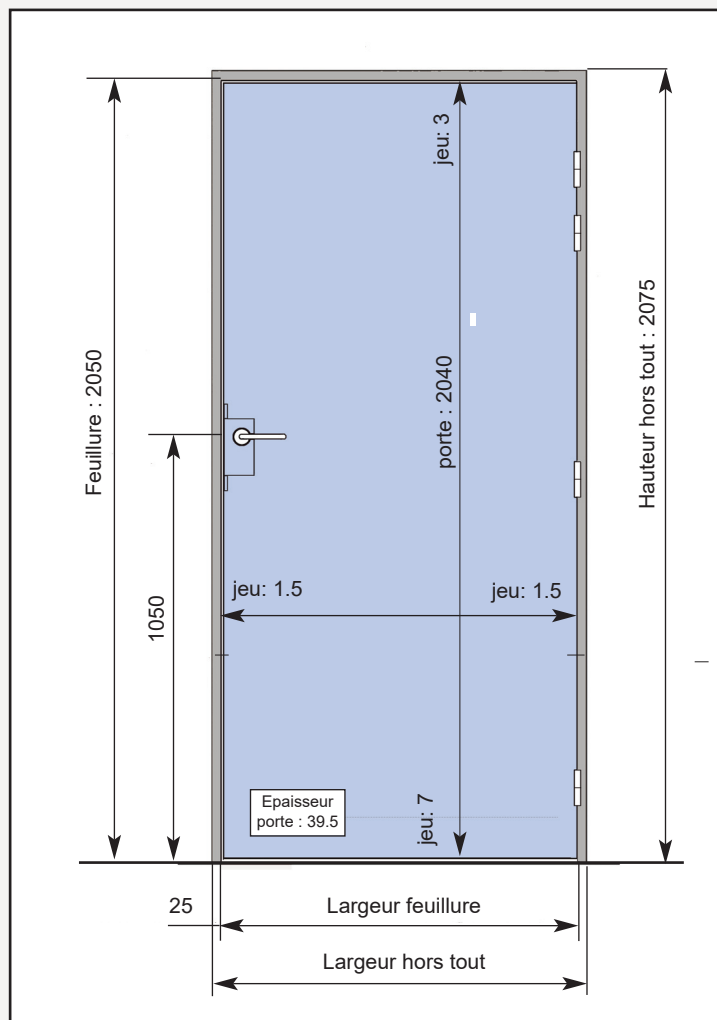 jeu: 3
Feuillure : 2050
porte : 2040
Hauteur hors tout : 2075
1050
jeu: 1.5
jeu: 1.5
Epaisseur
porte : 39.5
jeu: 7
25
Largeur feuillure
Largeur hors tout